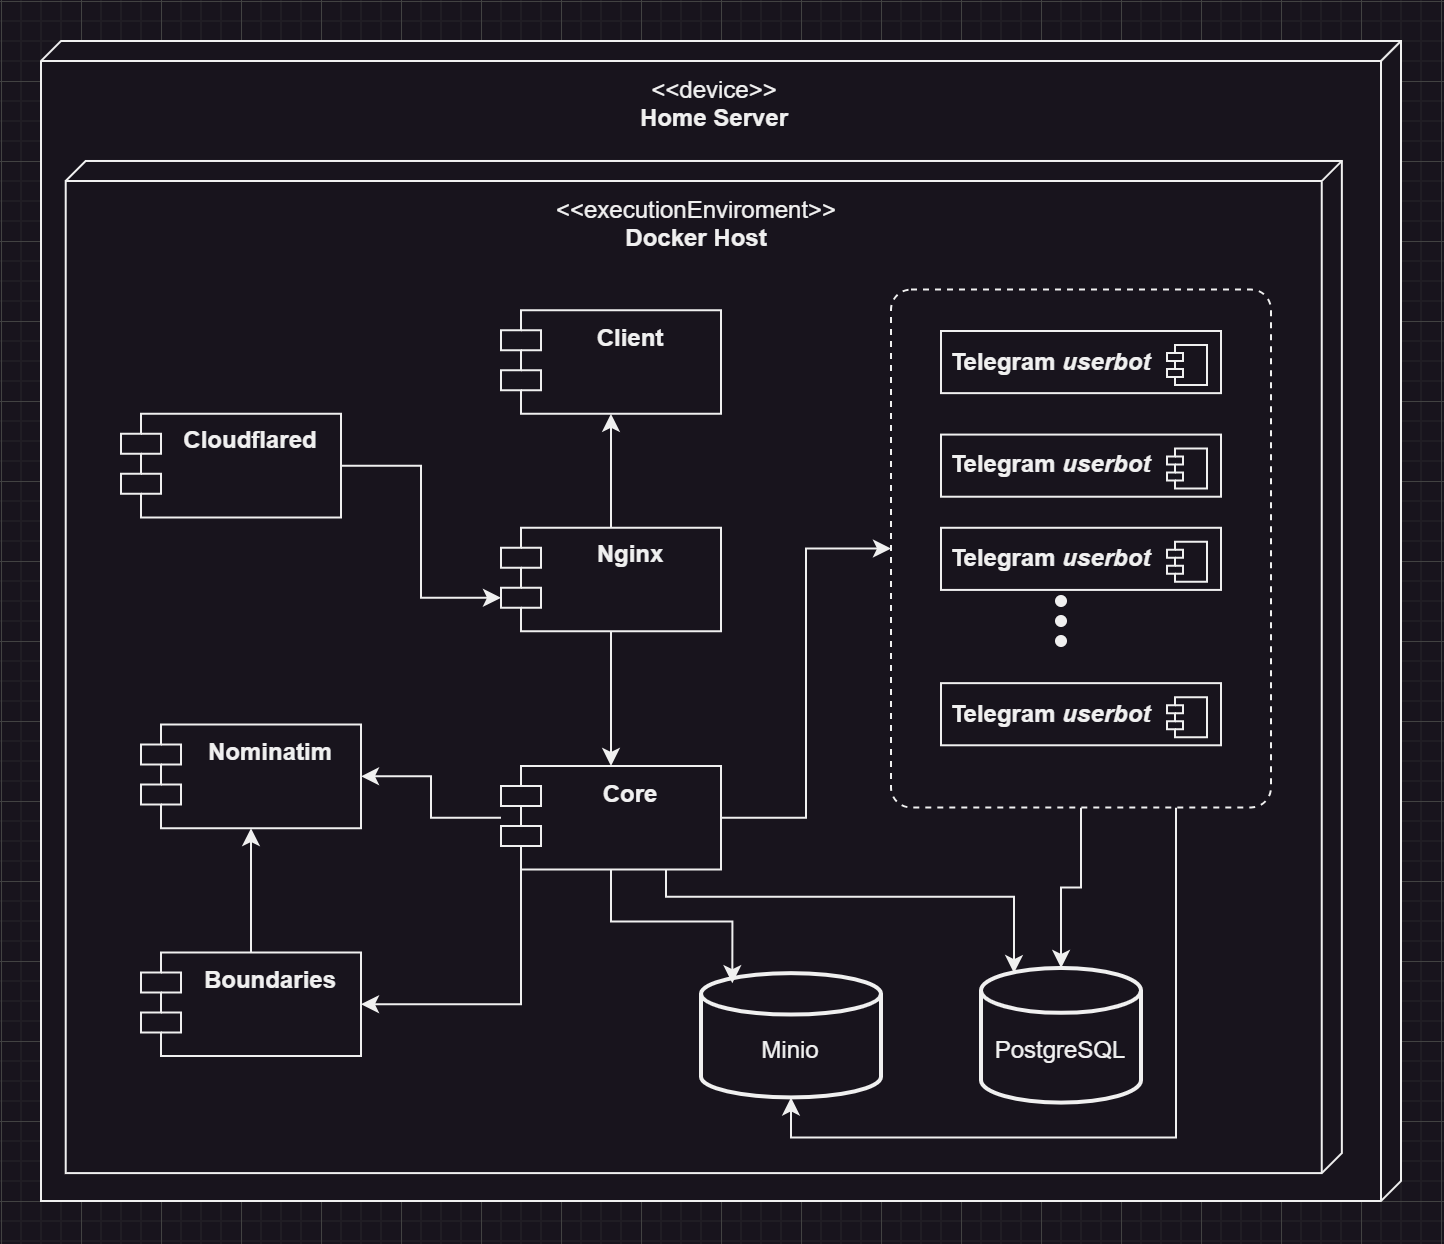 <<device>>
Home Server
<<executionEnviroment>>
Docker Host
Client
Cloudflared
Nginx
Telegram userbot
Telegram userbot
Telegram userbot
Telegram userbot
Nominatim
Core
Boundaries
Minio
PostgreSQL